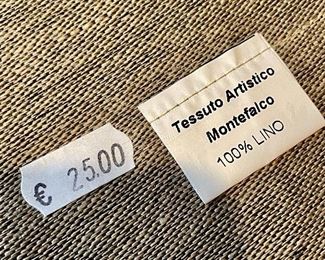 € 25.00
Tessuto Artistico
Montefalco
100% LINO